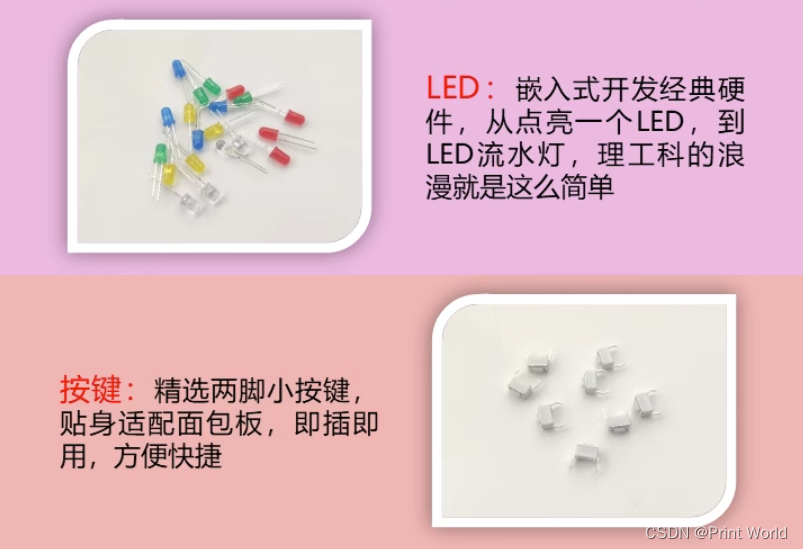 LED：嵌入式开发经典硬
件，从点亮一个LED，到
LED流水灯，理工科的浪
漫就是这么简单
按键：精选两脚小按键，
贴身适配面包板，即插即
用，方便快捷
CSDN @Print World